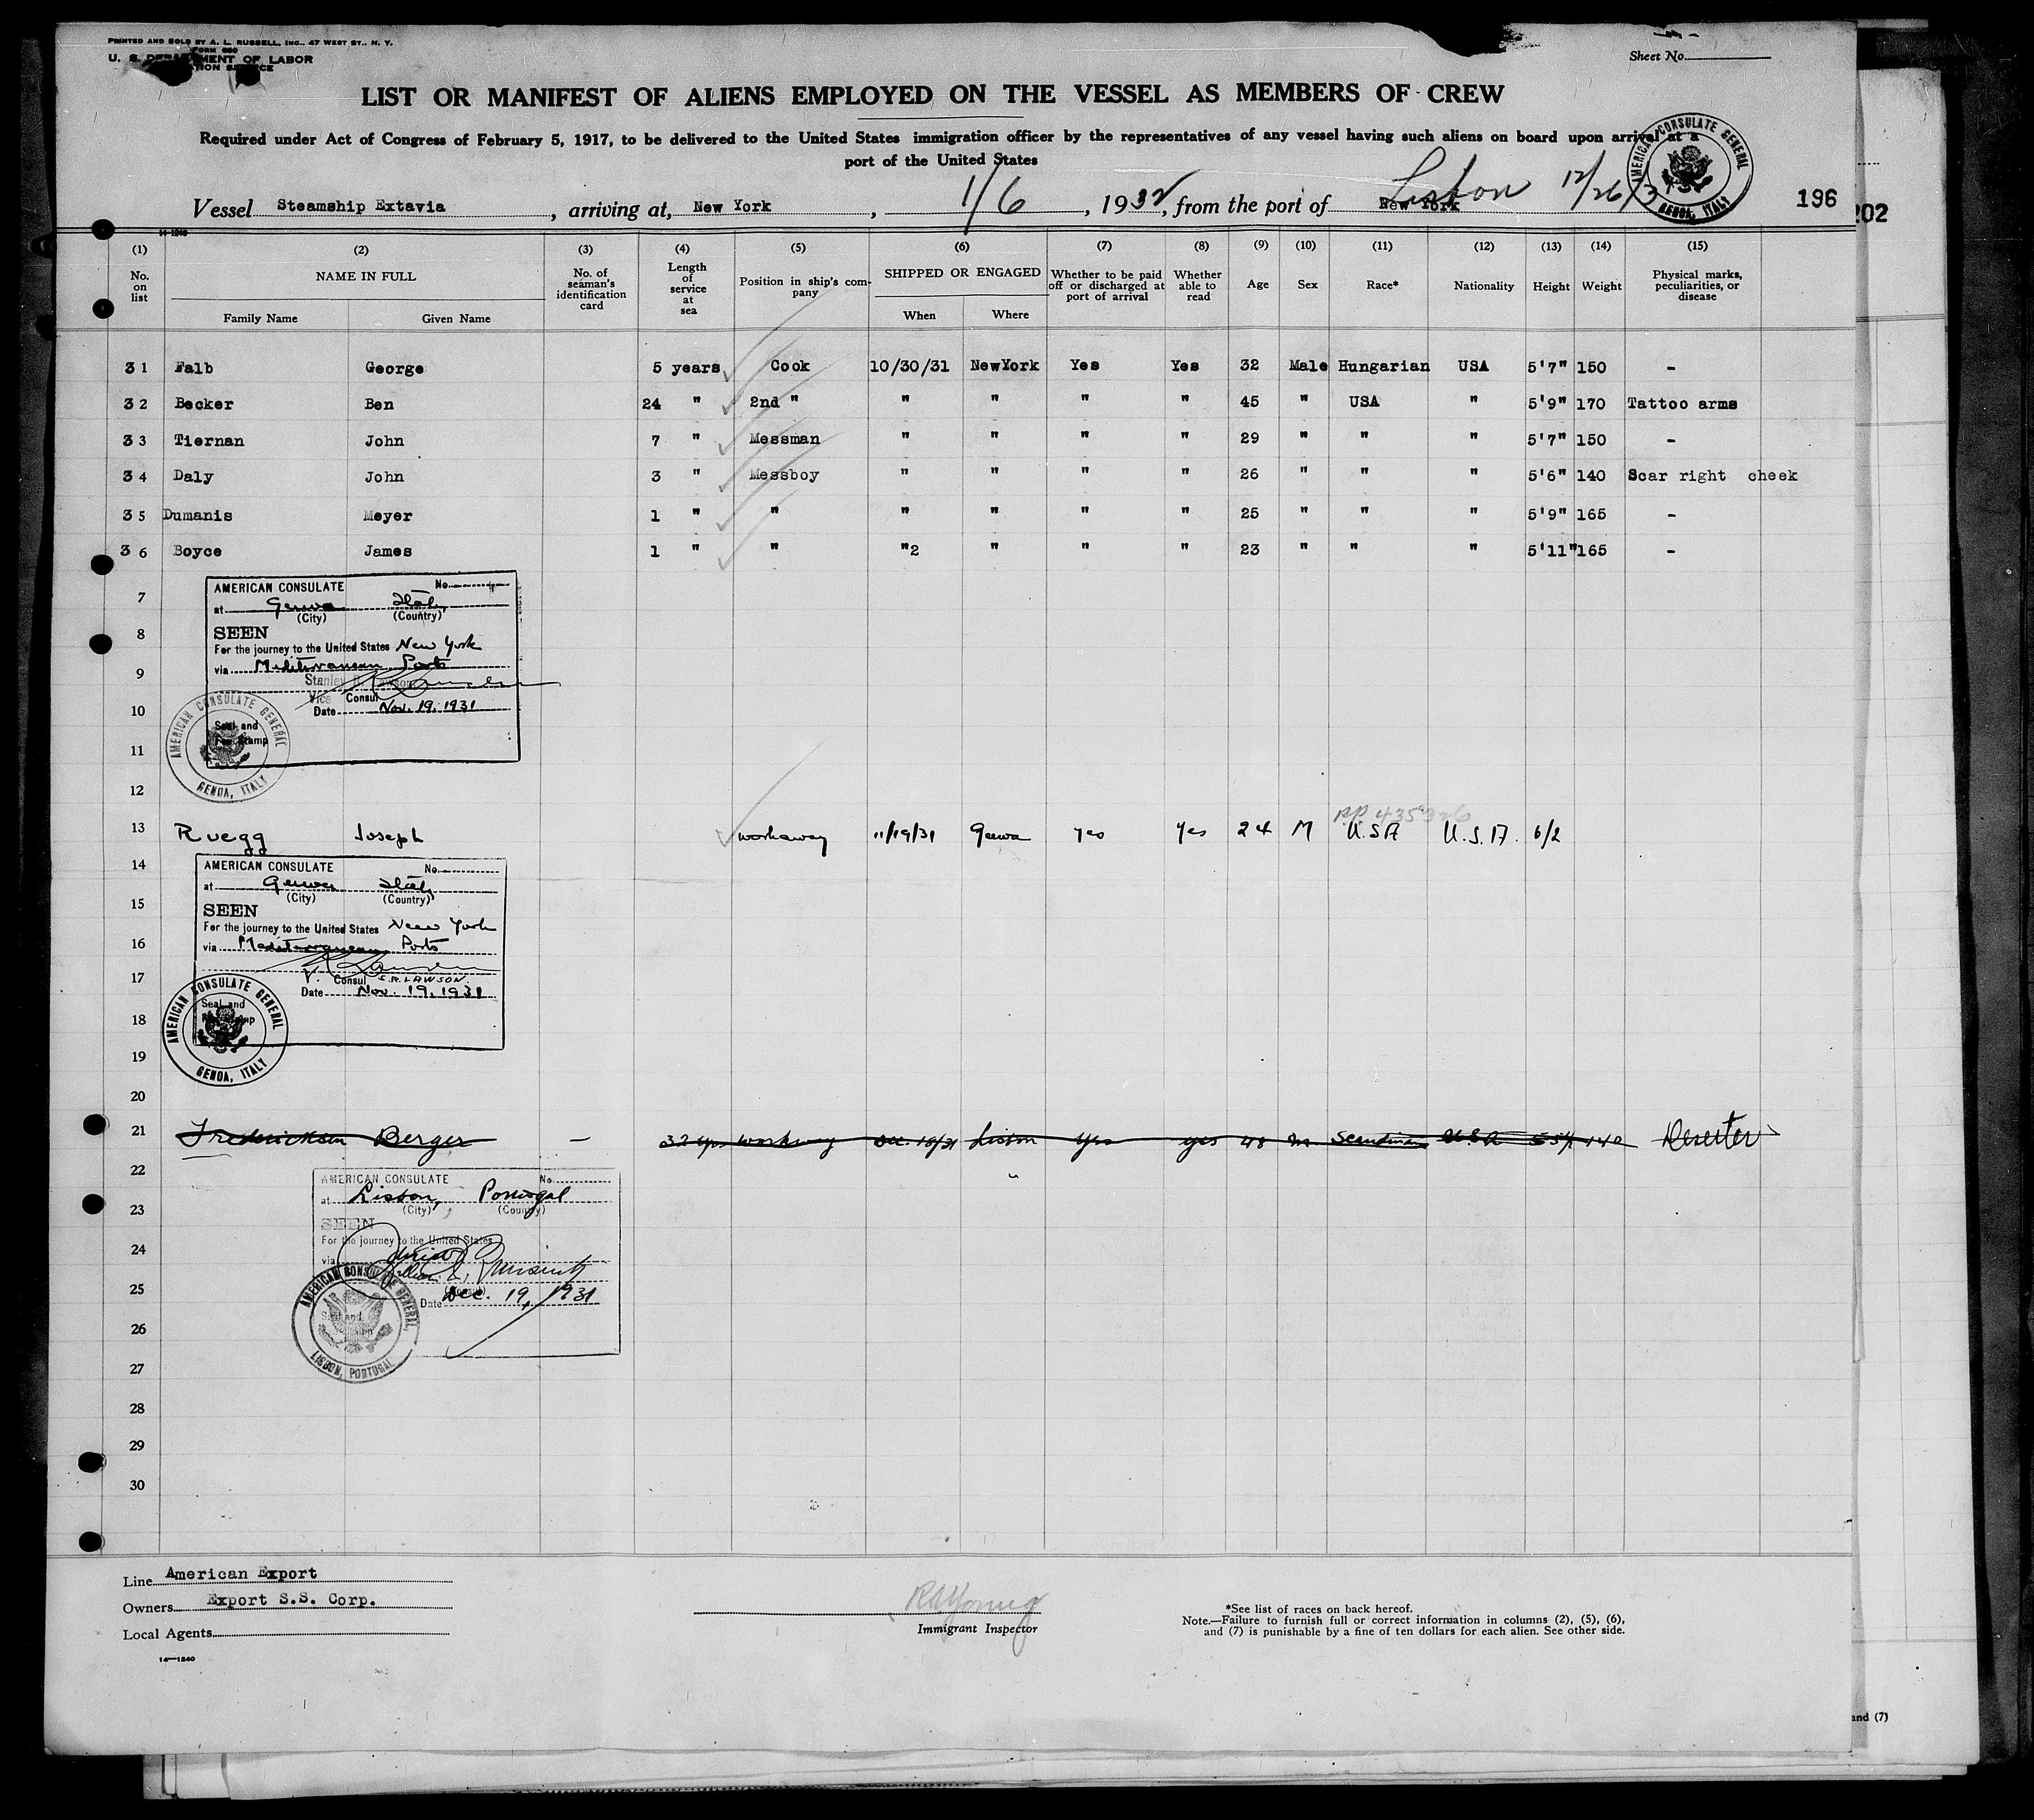 PRINTED AND SOLD BY A. L. RUSSELL, INC., 47 WEST ST., N. Y.
U. S. DEPARTMENT OF LABOR
Sheet No.
LIST OR MANIFEST OF ALIENS EMPLOYED ON THE VESSEL AS MEMBERS OF CREW
Required under Act of Congress of February 5, 1917, to be delivered to the United States immigration officer by the representatives of any vessel having such aliens on board upon arrival at a
port of the United States
AMERICAN CONSULATE GENERAL GENOA, ITALY
Vessel Steamship Extavia, arriving at, New York, 1/6, 1932, from the port of New York Lisbon 12/26/3 196
202
14-1240
(1) (2) (3) (4) (5) (6) (7) (8) (9) (10) (11) (12) (13) (14) (15)
No. on list NAME IN FULL No. of seaman's identification card Length of service at sea Position in ship's company SHIPPED OR ENGAGED Whether to be paid off or discharged at port of arrival Whether able to read Age Sex Race* Nationality Height Weight Physical marks, peculiarities, or disease
Family Name Given Name When Where
31 Falb George 5 years Cook 10/30/31 NewYork Yes Yes 32 Male Hungarian USA 5'7" 150 -
32 Becker Ben 24 " 2nd " " " " " 45 " USA " 5'9" 170 Tattoo arms
33 Tiernan John 7 " Messman " " " " 29 " " " 5'7" 150 -
34 Daly John 3 " Messboy " " " " 26 " " " 5'6" 140 Scar right cheek
35 Dumanis Meyer 1 " " " " " " 25 " " " 5'9" 165 -
36 Boyce James 1 " " "2 " " " 23 " " " 5'11" 165 -
AMERICAN CONSULATE No.
7
at Genoa Italy
(City) (Country)
8
SEEN
For the journey to the United States New York
via Mediterranean Ports
9
Stanley R. Lawson
Vice Consul
10
Date Nov. 19, 1931
Seal and
Fee Stamp
AMERICAN CONSULATE GENERAL GENOA, ITALY
11
12
RP. 435326
13 Ruegg Joseph workaway 11/19/31 Genoa yes yes 24 M U.S.A U.S.A. 6/2
14
AMERICAN CONSULATE No.
at Genoa Italy
(City) (Country)
15
SEEN
For the journey to the United States New York
16
via Mediterranean Ports
17
V. Consul S.R. LAWSON
Date Nov. 19, 1931
Seal and
18
AMERICAN CONSULATE GENERAL GENOA, ITALY
19
20
21 Fredericksen Berger — 32 yrs workaway Dec. 19/31 Lisbon yes yes 48 m. Scandinav U.S.A 5 5½ 140 Deserter
22
AMERICAN CONSULATE No.
at Lisbon, Portugal
(City) (Country)
23
SEEN
24
For the journey to the United States
via direct
25
Date Dec. 19, 1931
Seal and
AMERICAN CONSULATE GENERAL LISBON, PORTUGAL
26
27
28
29
30
Line American Export
Owners Export S.S. Corp.
Local Agents
14—1240
RA Young
Immigrant Inspector
*See list of races on back hereof.
Note.—Failure to furnish full or correct information in columns (2), (5), (6),
and (7) is punishable by a fine of ten dollars for each alien. See other side.
and (7)